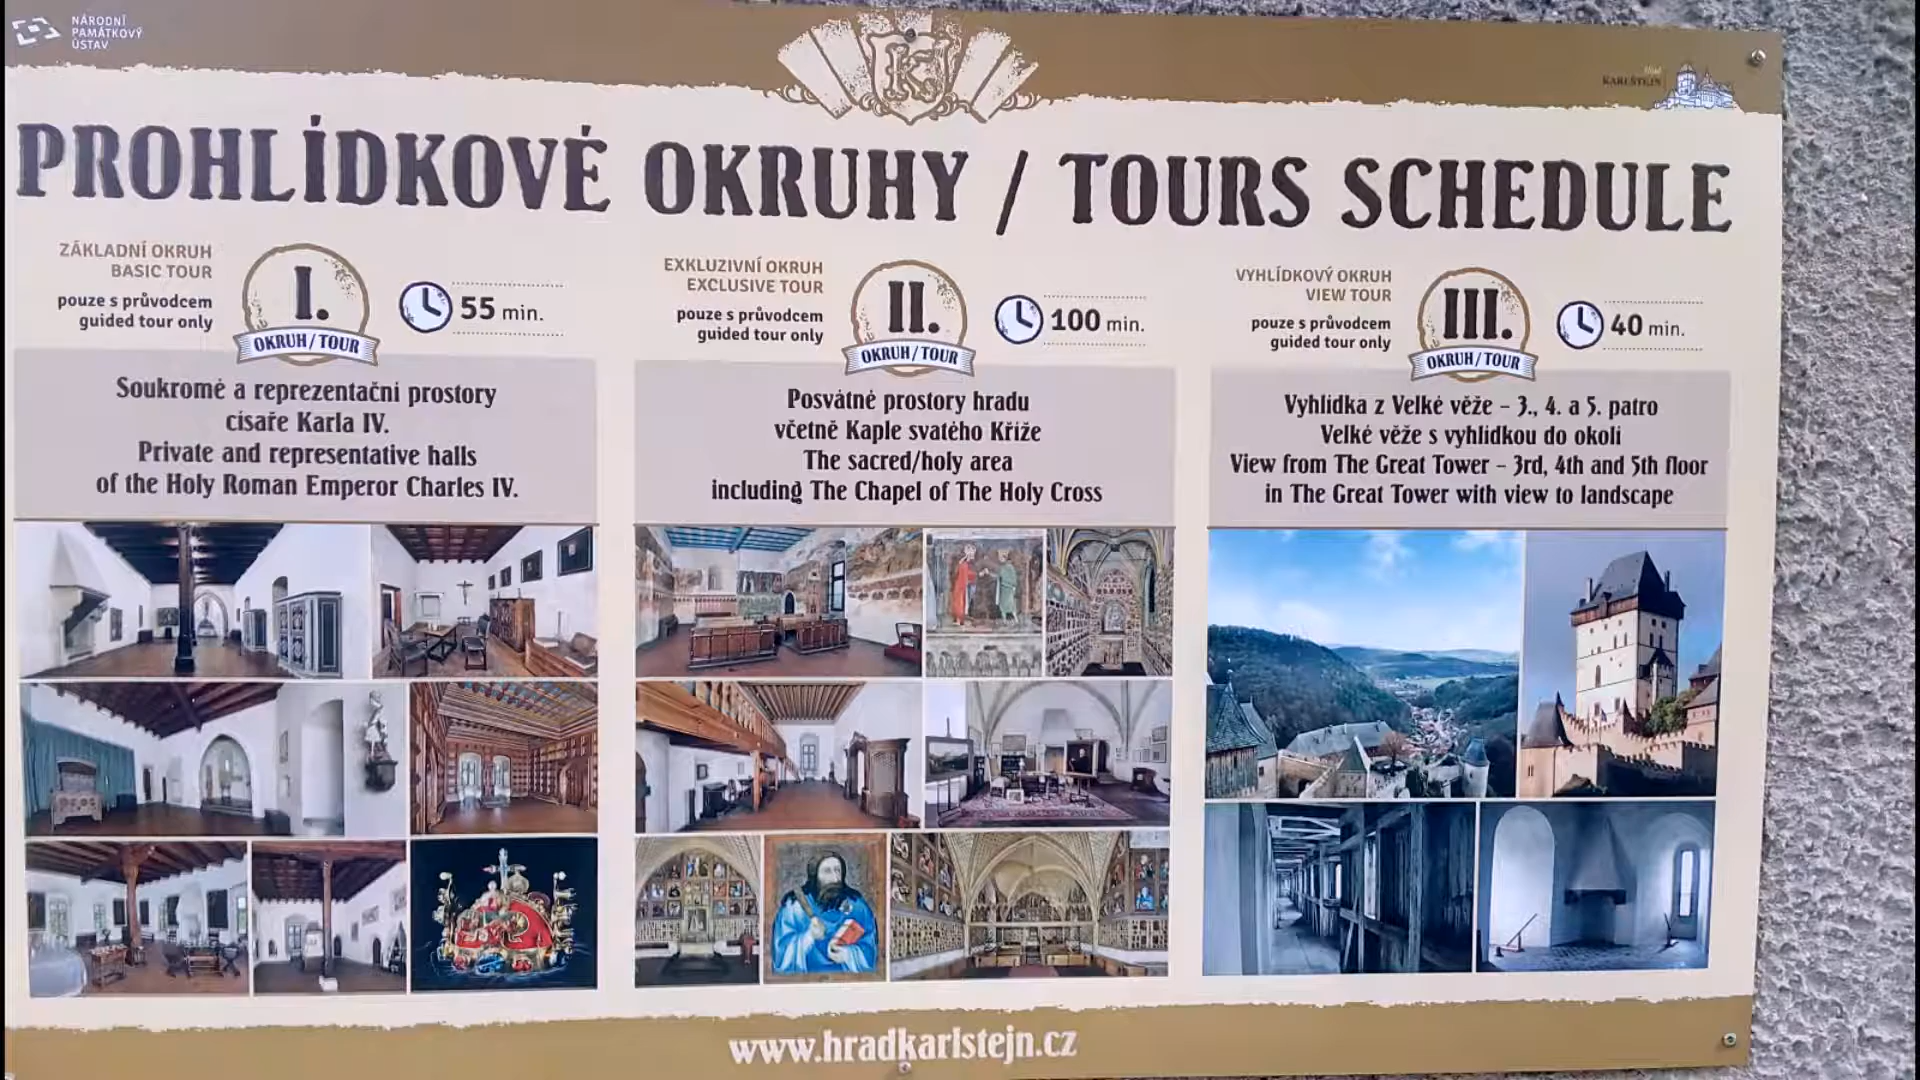 NÁRODNÍ
PAMÁTKOVÝ
ÚSTAV
K
Hrad
KARLŠTEJN
PROHLÍDKOVÉ OKRUHY / TOURS SCHEDULE
ZÁKLADNÍ OKRUH
BASIC TOUR
pouze s průvodcem
guided tour only
I.
OKRUH/TOUR
55 min.
Soukromé a reprezentační prostory
císaře Karla IV.
Private and representative halls
of the Holy Roman Emperor Charles IV.
EXKLUZIVNÍ OKRUH
EXCLUSIVE TOUR
pouze s průvodcem
guided tour only
II.
OKRUH/TOUR
100 min.
Posvátné prostory hradu
včetně Kaple svatého Kříže
The sacred/holy area
including The Chapel of The Holy Cross
VYHLÍDKOVÝ OKRUH
VIEW TOUR
pouze s průvodcem
guided tour only
III.
OKRUH/TOUR
40 min.
Vyhlídka z Velké věže – 3., 4. a 5. patro
Velké věže s vyhlídkou do okolí
View from The Great Tower – 3rd, 4th and 5th floor
in The Great Tower with view to landscape
www.hradkarlstejn.cz